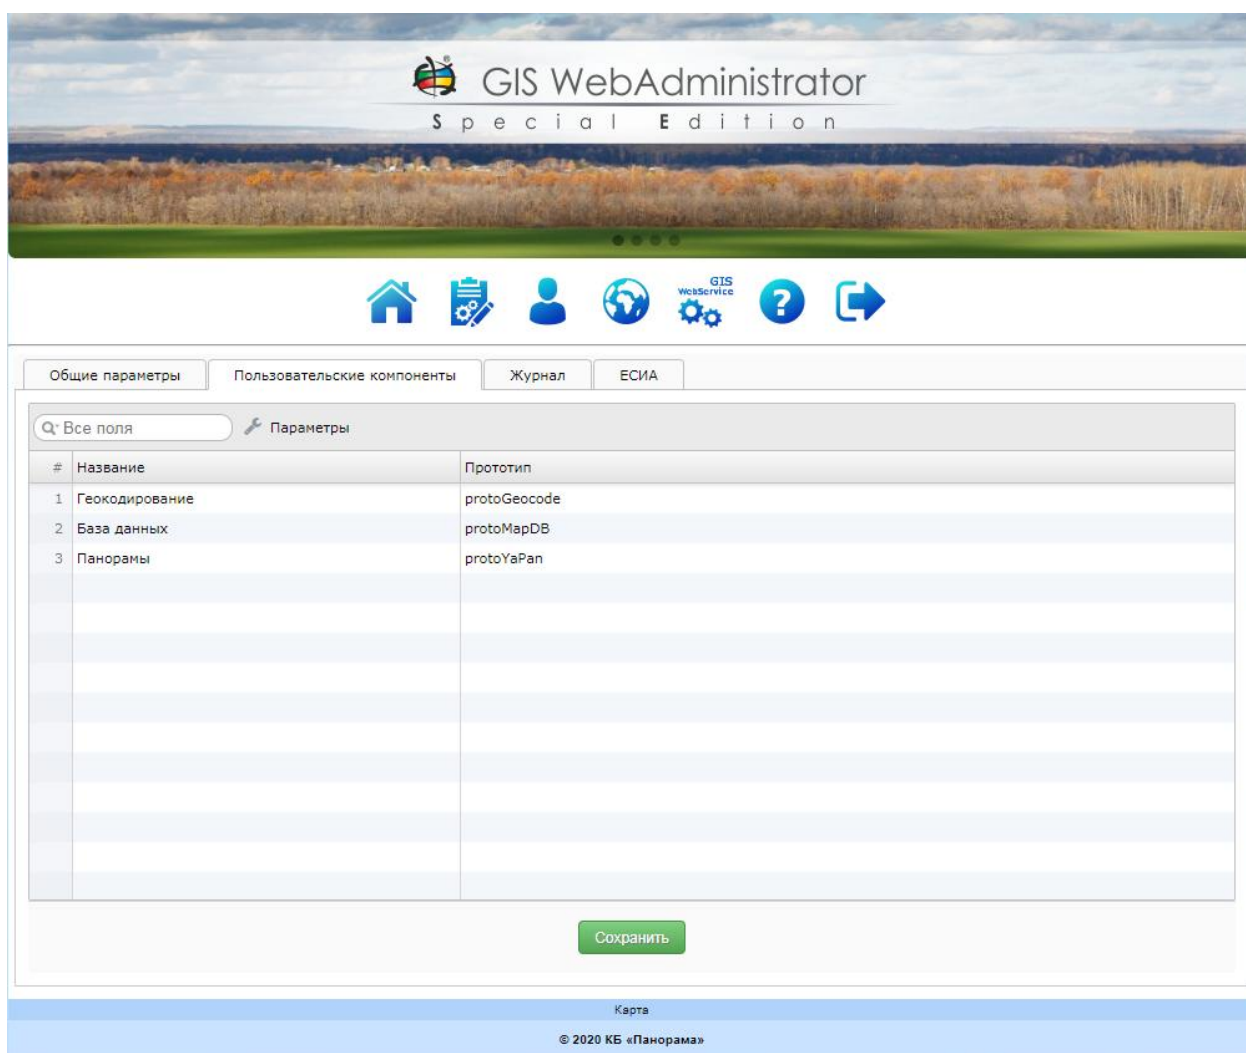 GIS WebAdministrator
Special Edition
GIS
WebService
?
Общие параметры Пользовательские компоненты Журнал ЕСИА
Все поля Параметры
# Название Прототип
1 Геокодирование protoGeocode
2 База данных protoMapDB
3 Панорамы protoYaPan
Сохранить
Карта
© 2020 КБ «Панорама»